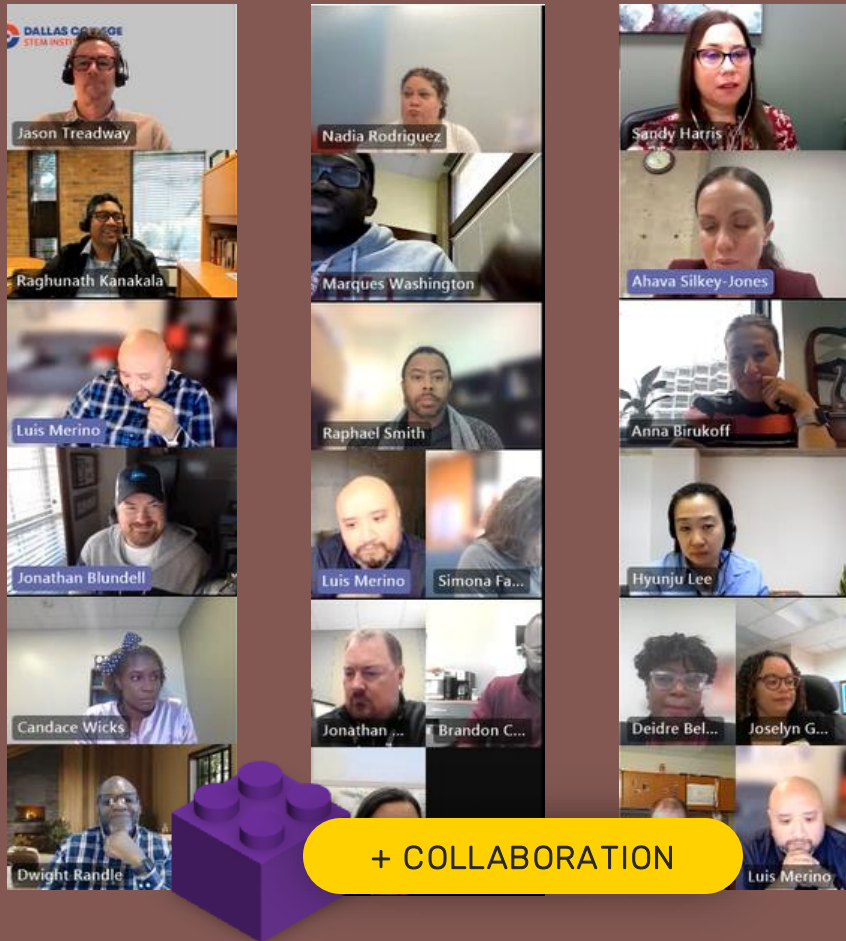 DALLAS COLLEGE
STEM INSTIT
Jason Treadway
Raghunath Kanakala
Luis Merino
Jonathan Blundell
Candace Wicks
Dwight Randle
Nadia Rodriguez
Marques Washington
Raphael Smith
Luis Merino
Simona Fa...
Jonathan ...
Brandon C...
Sandy Harris
Ahava Silkey-Jones
Anna Birukoff
Hyunju Lee
Deidre Bel...
Joselyn G...
Luis Merino
+ COLLABORATION